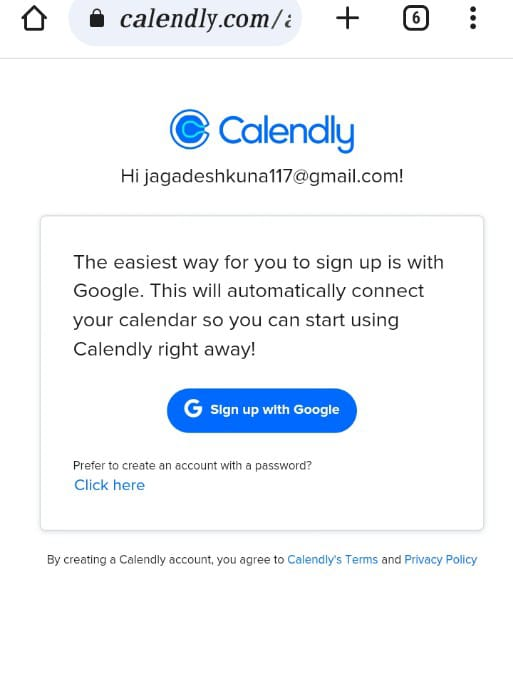 calendly.com/
6
Calendly
Hi jagadeshkuna117@gmail.com!
The easiest way for you to sign up is with
Google. This will automatically connect
your calendar so you can start using
Calendly right away!
G Sign up with Google
Prefer to create an account with a password?
Click here
By creating a Calendly account, you agree to Calendly's Terms and Privacy Policy